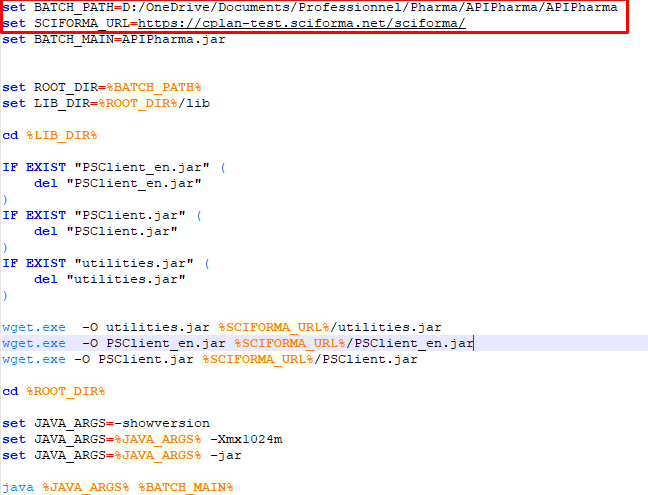 set BATCH_PATH=D:/OneDrive/Documents/Professionnel/Pharma/APIPharma/APIPharma
set SCIFORMA_URL=https://cplan-test.sciforma.net/sciforma/
set BATCH_MAIN=APIPharma.jar
set ROOT_DIR=%BATCH_PATH%
set LIB_DIR=%ROOT_DIR%/lib
cd %LIB_DIR%
IF EXIST "PSClient_en.jar" (
del "PSClient_en.jar"
)
IF EXIST "PSClient.jar" (
del "PSClient.jar"
)
IF EXIST "utilities.jar" (
del "utilities.jar"
)
wget.exe  -O utilities.jar %SCIFORMA_URL%/utilities.jar
wget.exe  -O PSClient_en.jar %SCIFORMA_URL%/PSClient_en.jar
wget.exe -O PSClient.jar %SCIFORMA_URL%/PSClient.jar
cd %ROOT_DIR%
set JAVA_ARGS=-showversion
set JAVA_ARGS=%JAVA_ARGS% -Xmx1024m
set JAVA_ARGS=%JAVA_ARGS% -jar
java %JAVA_ARGS% %BATCH_MAIN%